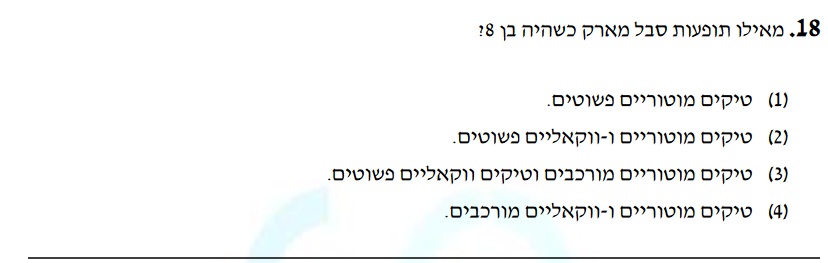 18. מאילו תופעות סבל מארק כשהיה בן 8?
(1) טיקים מוטוריים פשוטים.
(2) טיקים מוטוריים ו-ווקאליים פשוטים.
(3) טיקים מוטוריים מורכבים וטיקים ווקאליים פשוטים.
(4) טיקים מוטוריים ו-ווקאליים מורכבים.